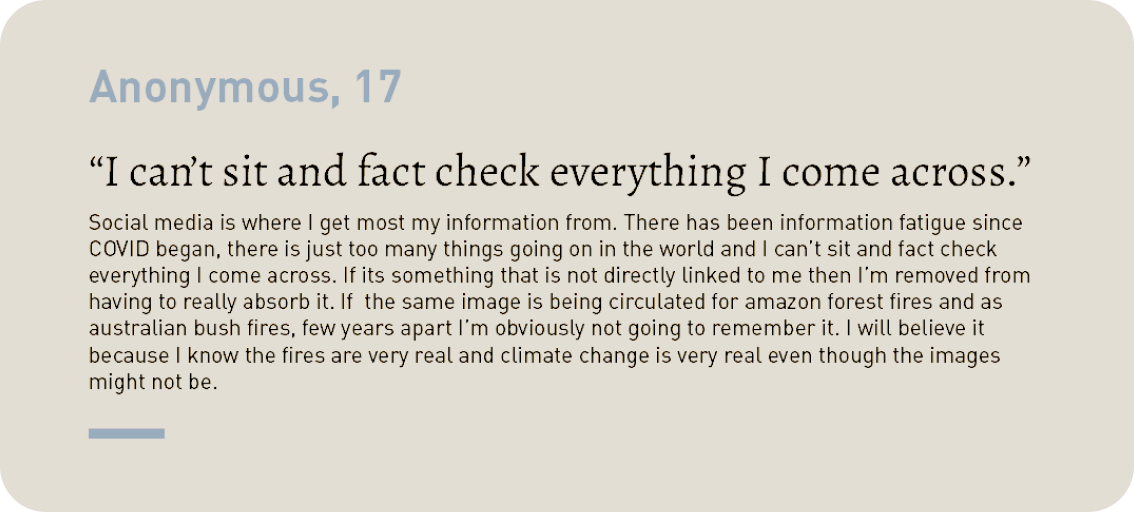 Anonymous, 17
“I can’t sit and fact check everything I come across.”
Social media is where I get most my information from. There has been information fatigue since
COVID began, there is just too many things going on in the world and I can’t sit and fact check
everything I come across. If its something that is not directly linked to me then I’m removed from
having to really absorb it. If  the same image is being circulated for amazon forest fires and as
australian bush fires, few years apart I’m obviously not going to remember it. I will believe it
because I know the fires are very real and climate change is very real even though the images
might not be.